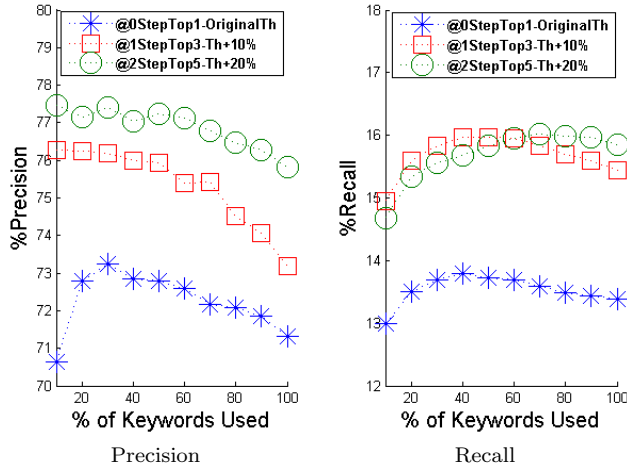 80
79
78
77
76
75
74
73
72
71
70
%Precision
@0StepTop1-OriginalTh
@1StepTop3-Th+10%
@2StepTop5-Th+20%
20 40 60 80 100
% of Keywords Used
Precision
18
17
16
15
14
13
12
%Recall
@0StepTop1-OriginalTh
@1StepTop3-Th+10%
@2StepTop5-Th+20%
20 40 60 80 100
% of Keywords Used
Recall